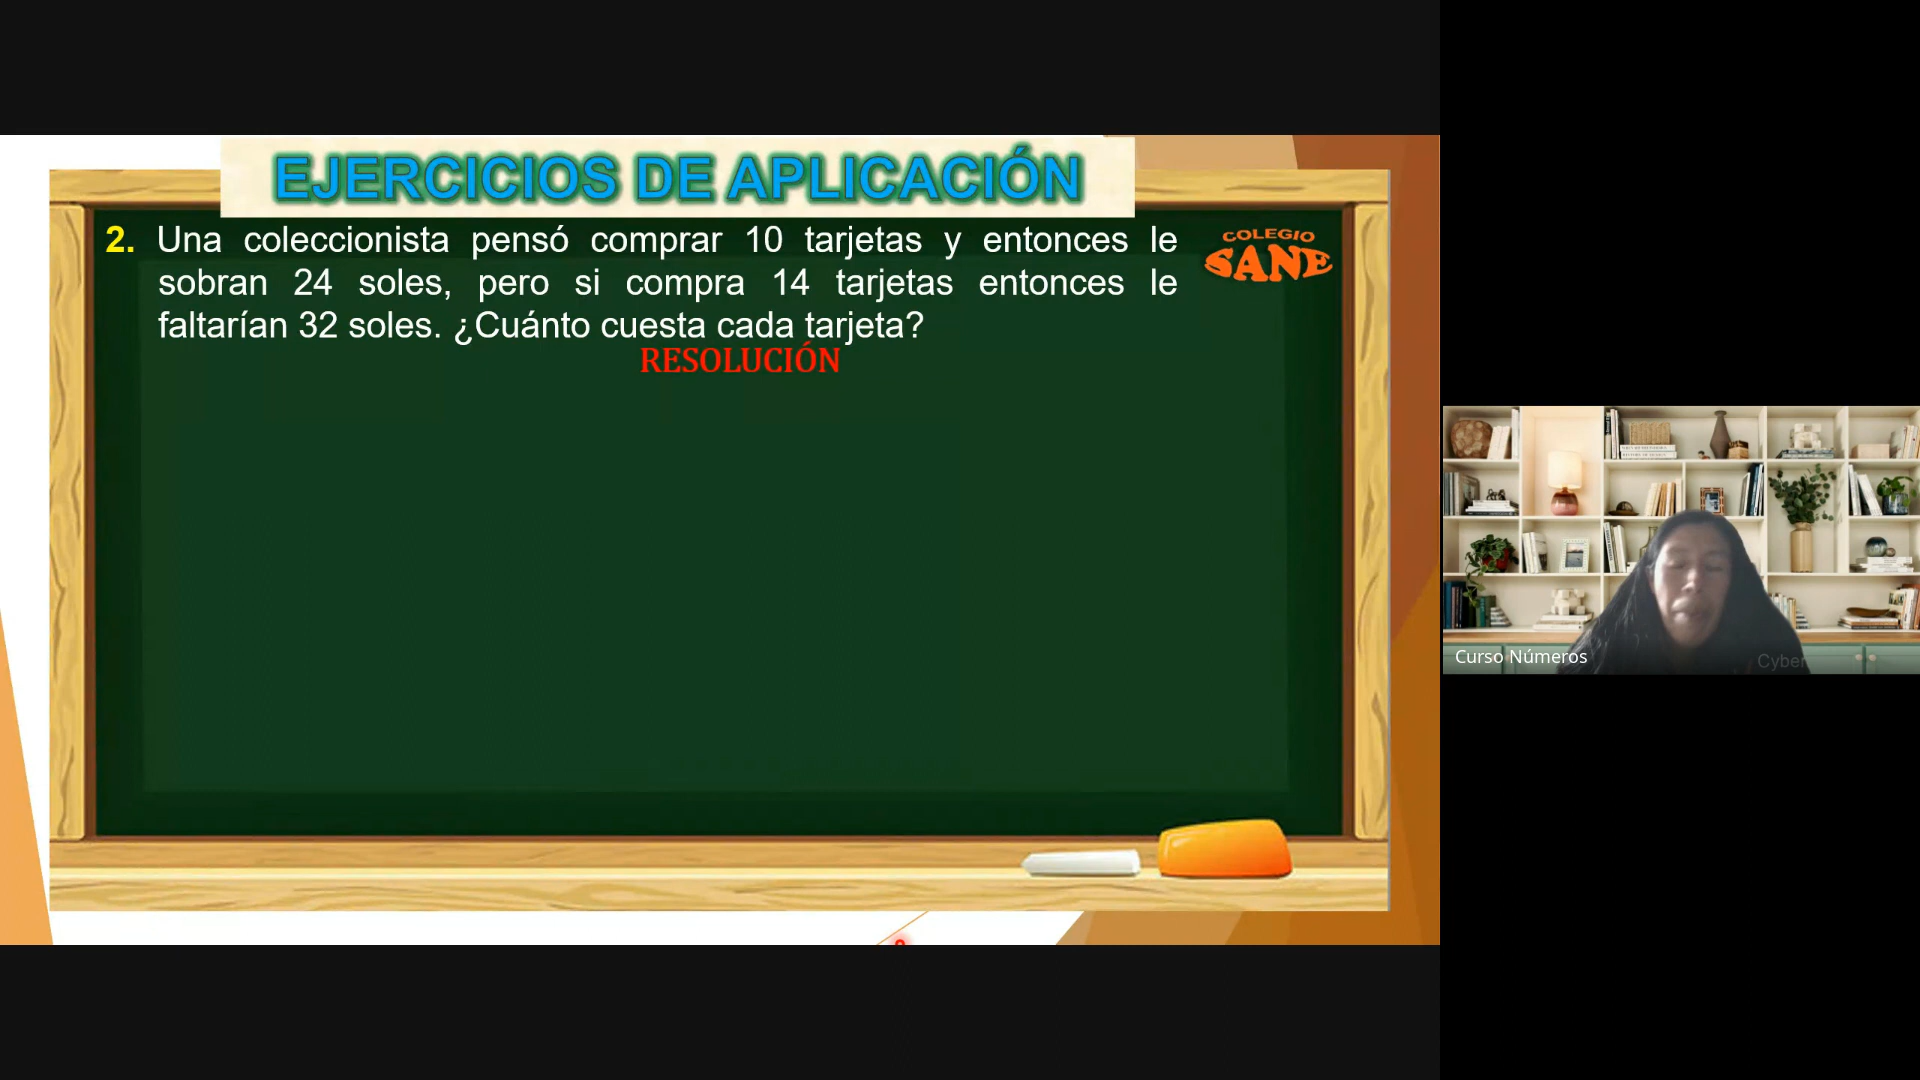 EJERCICIOS DE APLICACIÓN
2. Una coleccionista pensó comprar 10 tarjetas y entonces le
sobran 24 soles, pero si compra 14 tarjetas entonces le
faltarían 32 soles. ¿Cuánto cuesta cada tarjeta?
COLEGIO
SANE
RESOLUCIÓN
Curso Números
Cyber